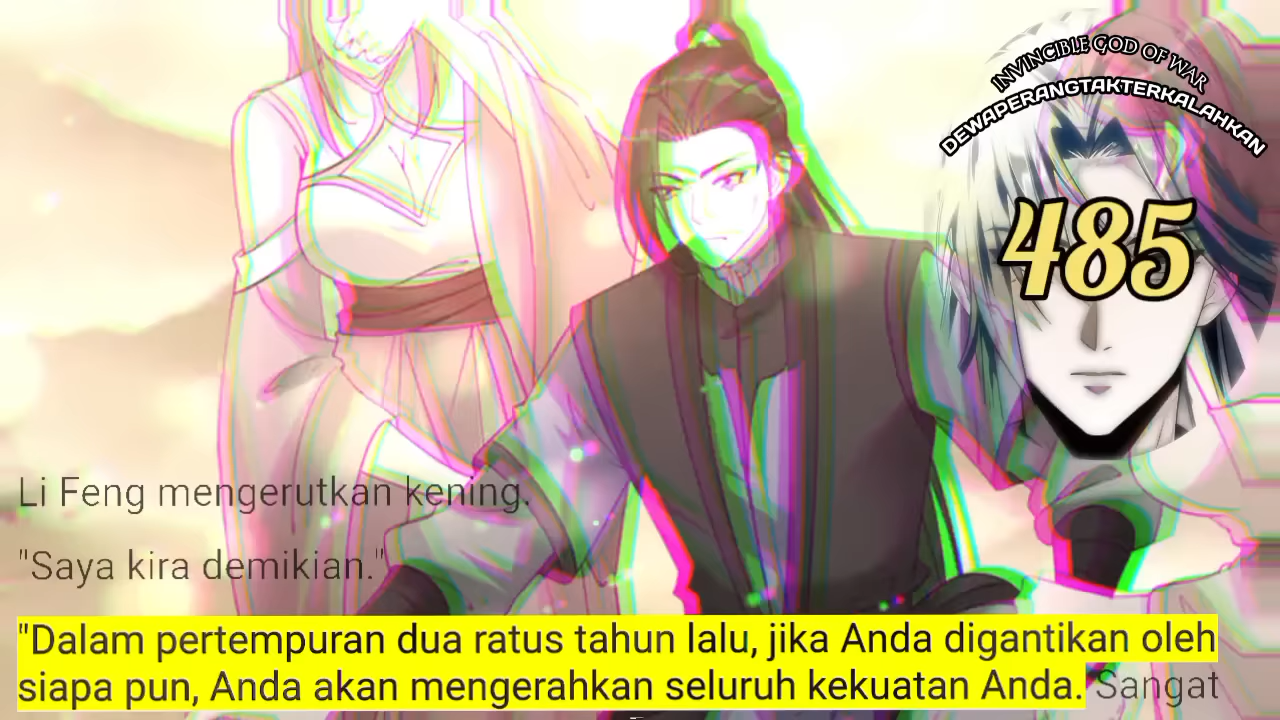 INVINCIBLE GOD OF WAR
DEWAPERANGTAKTERKALAHKAN
485
Li Feng mengerutkan kening.
"Saya kira demikian."
"Dalam pertempuran dua ratus tahun lalu, jika Anda digantikan oleh
siapa pun, Anda akan mengerahkan seluruh kekuatan Anda. Sangat